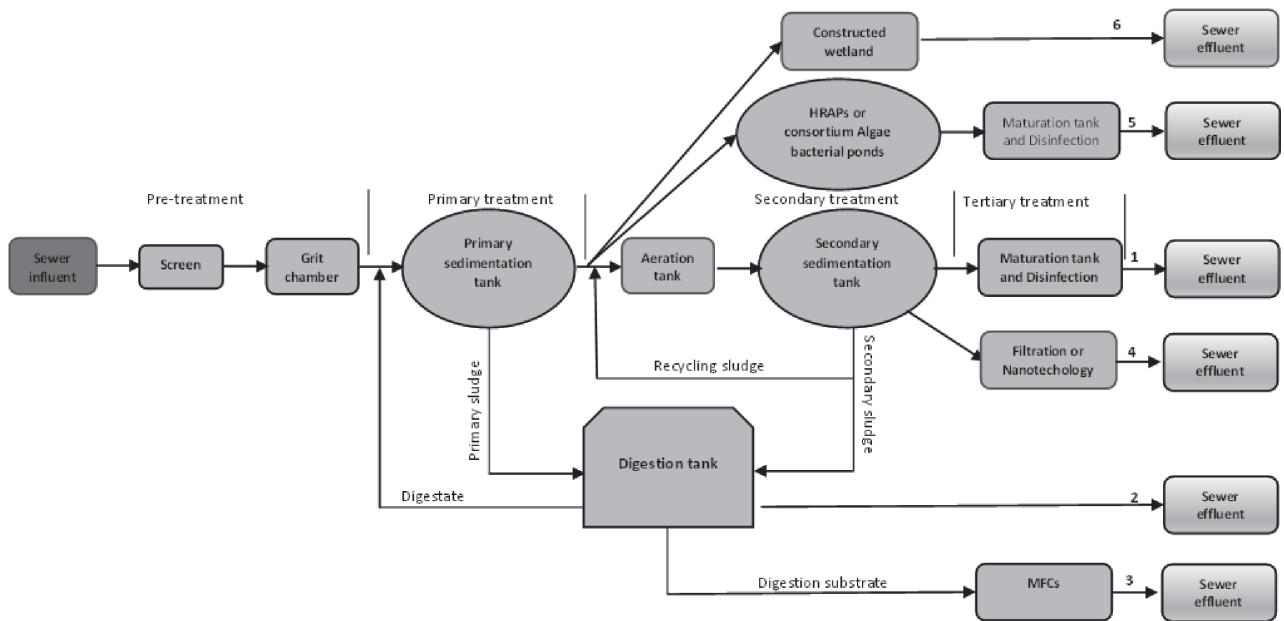 Constructed
wetland
6
Sewer
effluent
HRAPs or
consortium Algae
bacterial ponds
Maturation tank
and Disinfection
5
Sewer
effluent
Pre-treatment
Primary treatment
Secondary treatment
Tertiary treatment
Sewer
influent
Screen
Grit
chamber
Primary
sedimentation
tank
Aeration
tank
Secondary
sedimentation
tank
Maturation tank
and Disinfection
1
Sewer
effluent
Filtration or
Nanotechology
4
Sewer
effluent
Recycling sludge
Primary sludge
Secondary sludge
Digestion tank
Digestate
2
Sewer
effluent
Digestion substrate
MFCs
3
Sewer
effluent